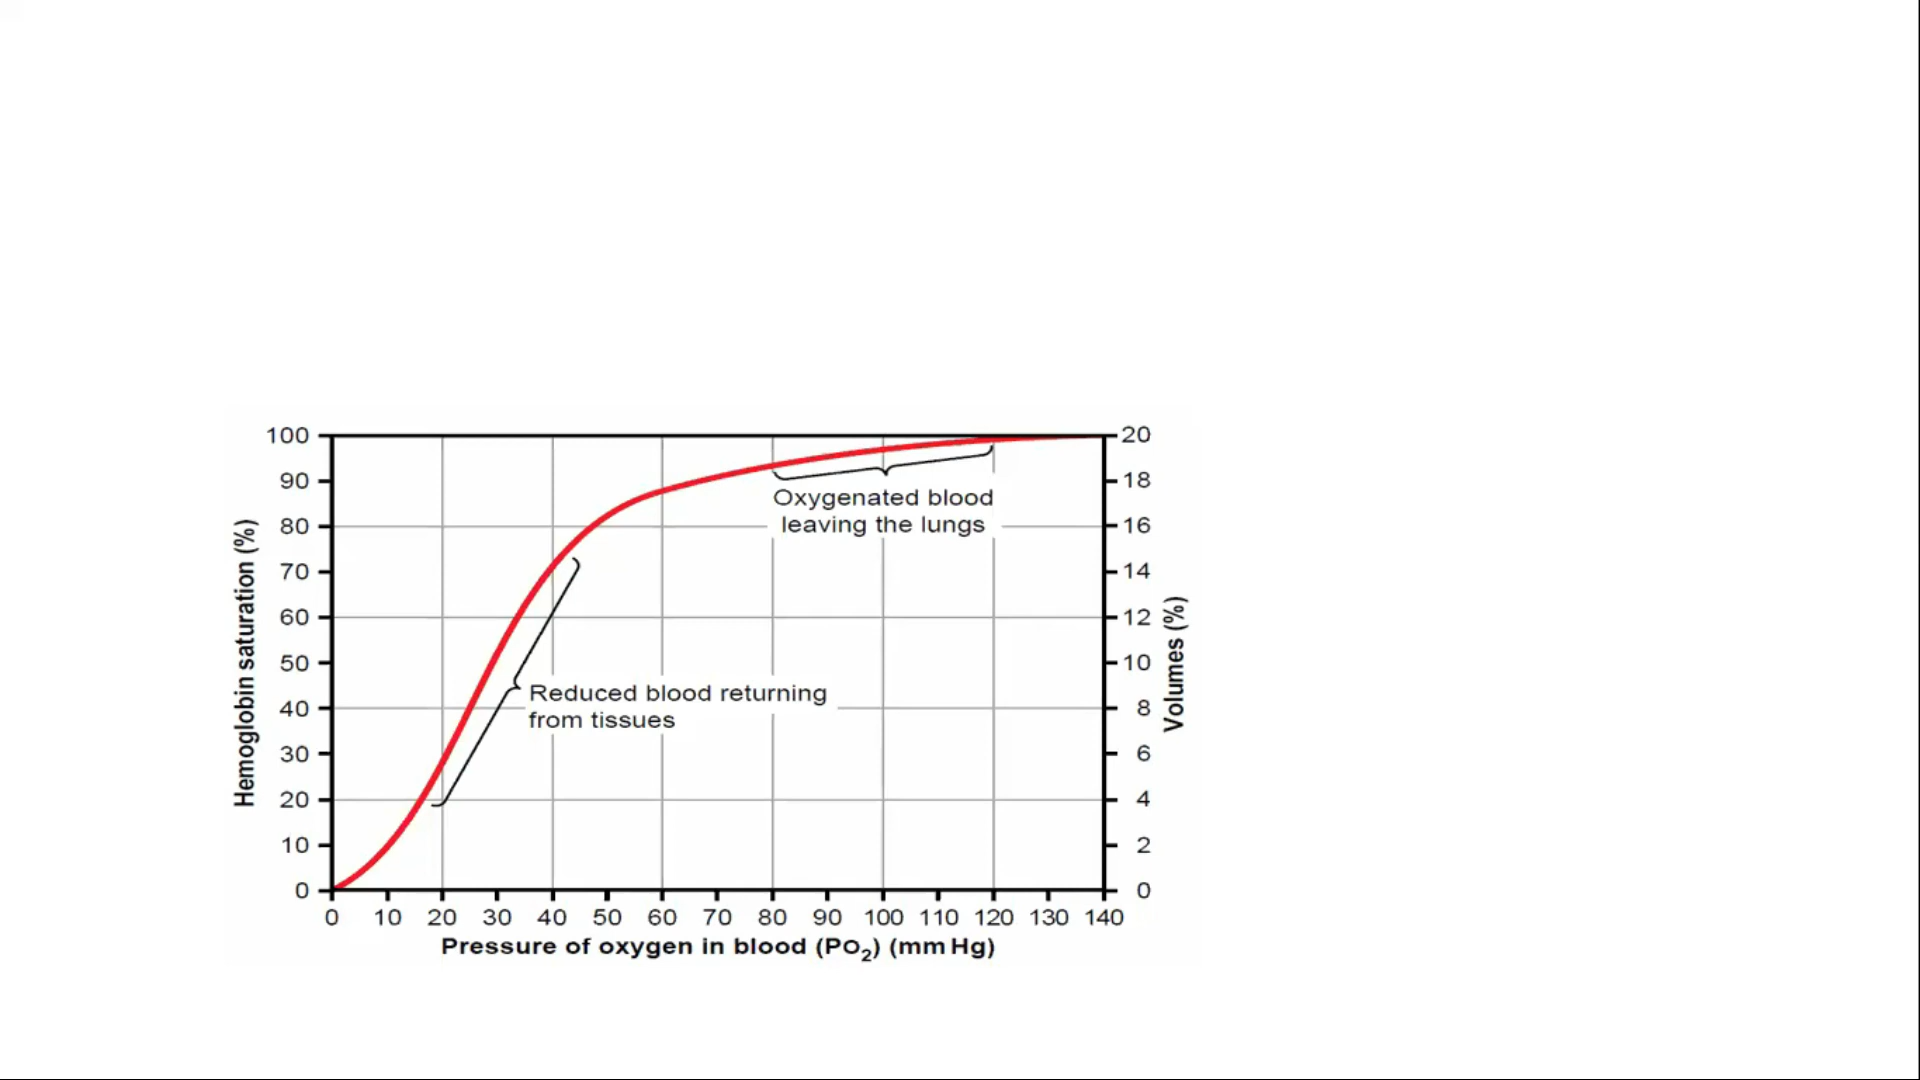 100
90
80
70
60
50
40
30
20
10
0
Hemoglobin saturation (%)
20
18
16
14
12
10
8
6
4
2
0
Volumes (%)
Oxygenated blood
leaving the lungs
Reduced blood returning
from tissues
0 10 20 30 40 50 60 70 80 90 100 110 120 130 140
Pressure of oxygen in blood (PO₂) (mm Hg)